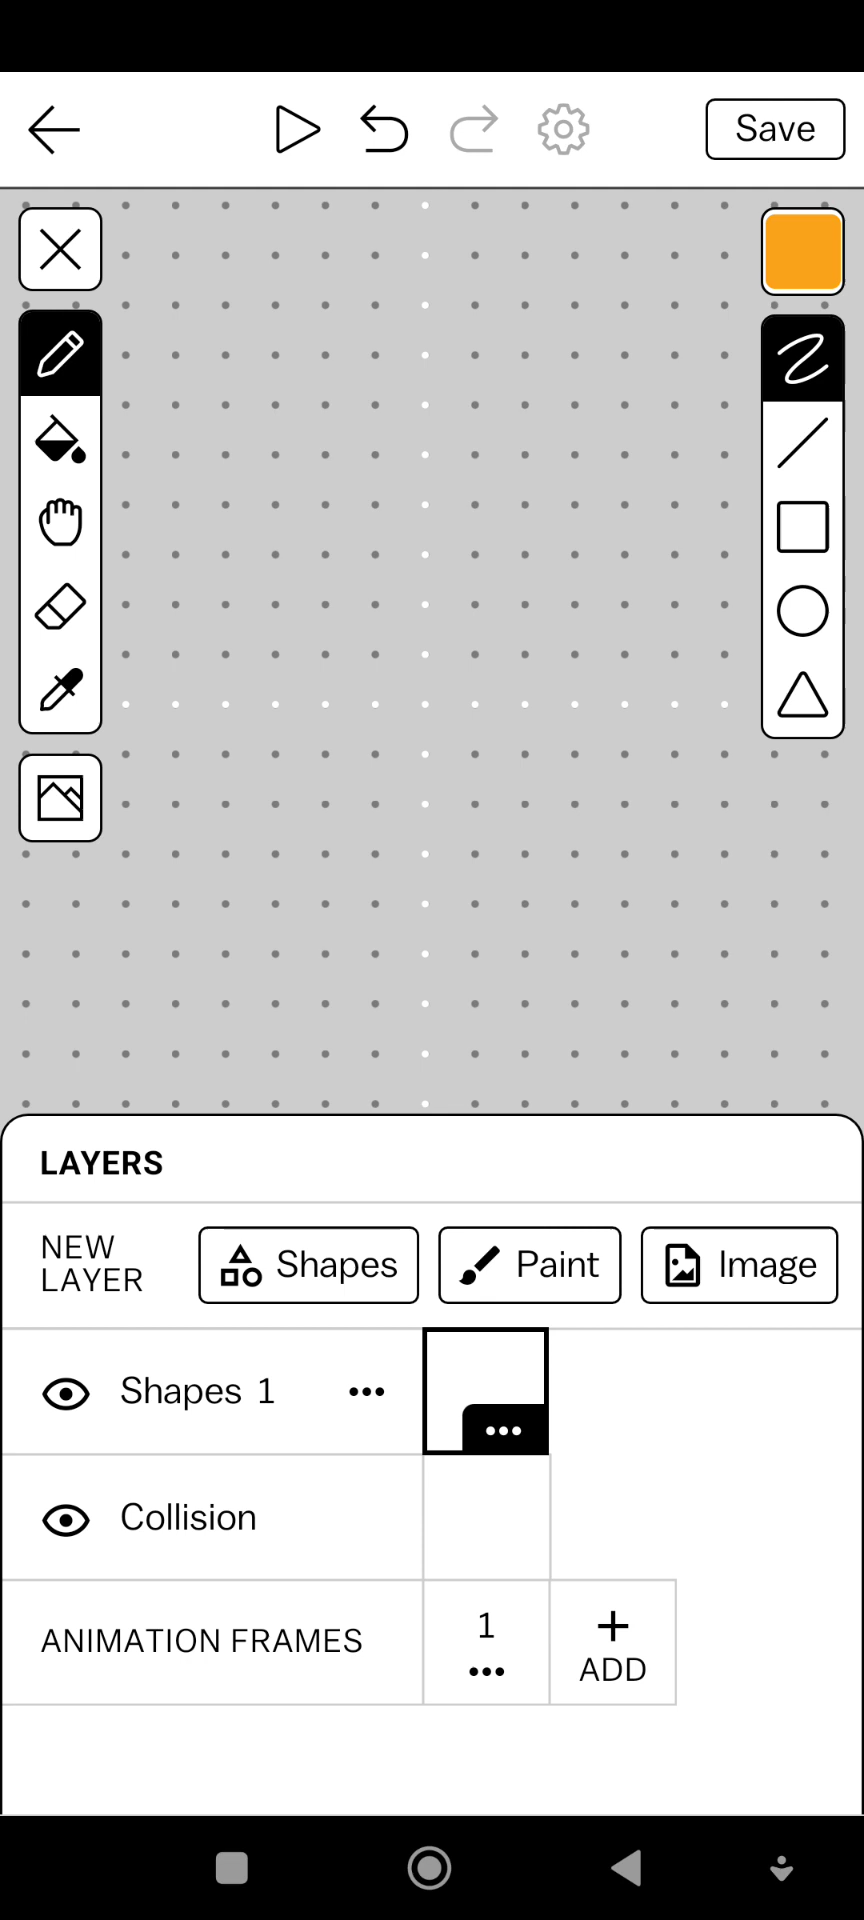 Save
LAYERS
NEW
LAYER
Shapes
Paint
Image
Shapes 1
Collision
ANIMATION FRAMES
1
ADD